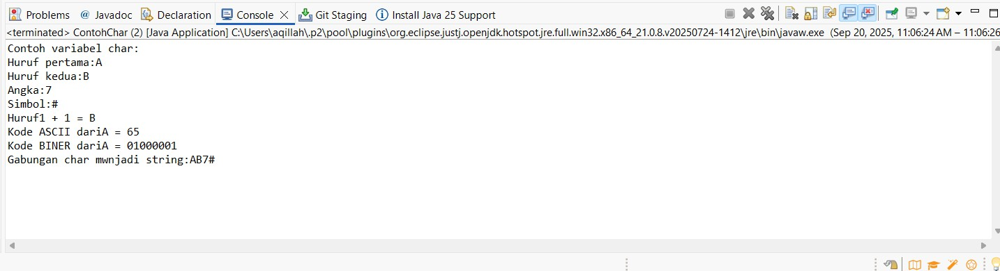 Problems @ Javadoc Declaration Console Git Staging Install Java 25 Support
<terminated> ContohChar (2) [Java Application] C:\Users\aqillah\.p2\pool\plugins\org.eclipse.justj.openjdk.hotspot.jre.full.win32.x86_64_21.0.8.v20250724-1412\jre\bin\javaw.exe (Sep 20, 2025, 11:06:24 AM – 11:06:26
Contoh variabel char:
Huruf pertama:A
Huruf kedua:B
Angka:7
Simbol:#
Huruf1 + 1 = B
Kode ASCII dariA = 65
Kode BINER dariA = 01000001
Gabungan char mwnjadi string:AB7#